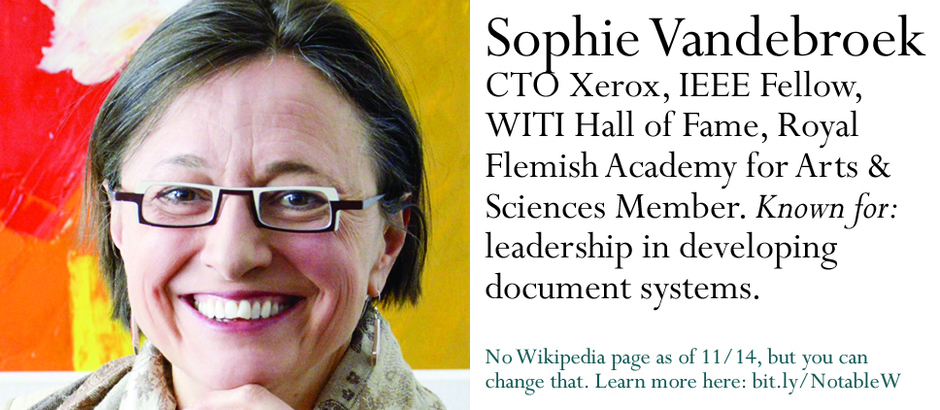 Sophie Vandebroek
CTO Xerox, IEEE Fellow,
WITI Hall of Fame, Royal
Flemish Academy for Arts &
Sciences Member. Known for:
leadership in developing
document systems.
No Wikipedia page as of 11/14, but you can
change that. Learn more here: bit.ly/NotableW